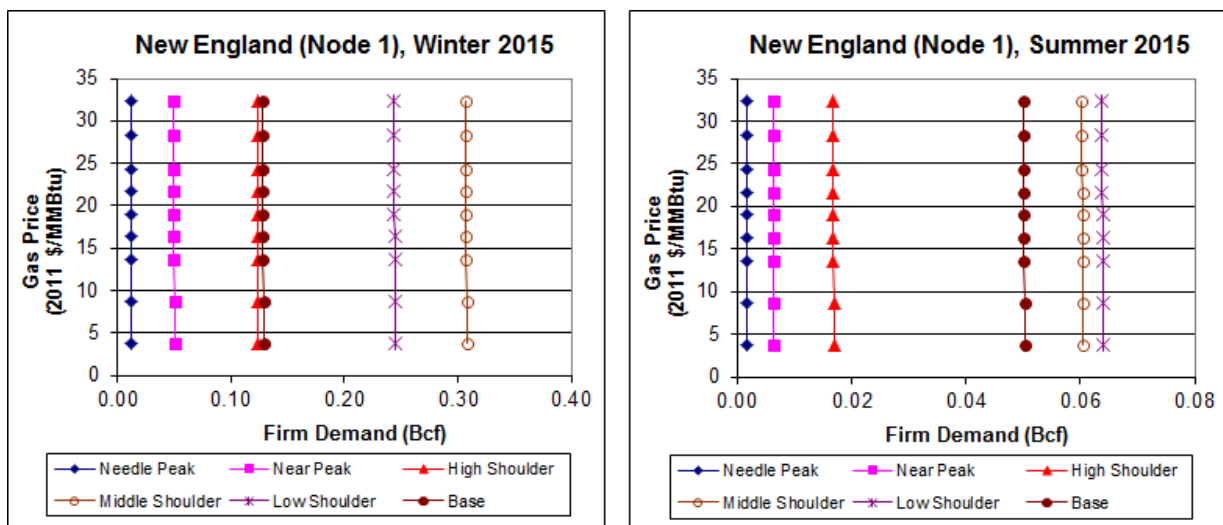 New England (Node 1), Winter 2015
35
30
25
20
15
10
5
0
Gas Price
(2011 $/MMBtu)
0.00 0.10 0.20 0.30 0.40
Firm Demand (Bcf)
Needle Peak Near Peak High Shoulder
Middle Shoulder Low Shoulder Base
New England (Node 1), Summer 2015
35
30
25
20
15
10
5
0
Gas Price
(2011 $/MMBtu)
0.00 0.02 0.04 0.06 0.08
Firm Demand (Bcf)
Needle Peak Near Peak High Shoulder
Middle Shoulder Low Shoulder Base